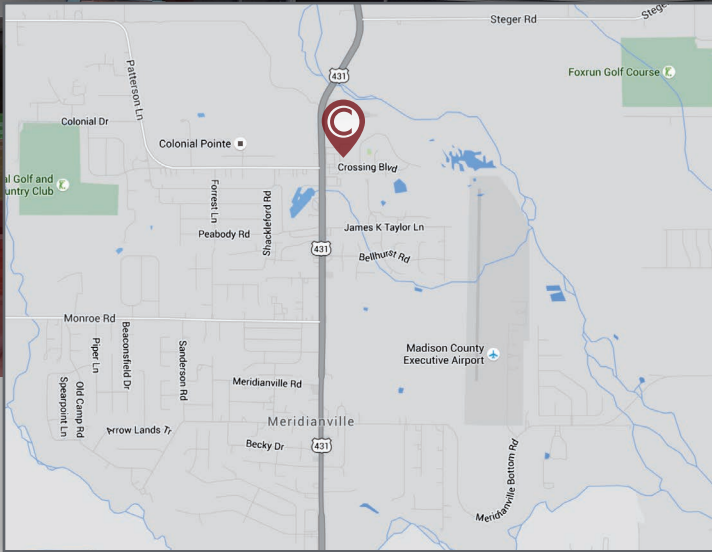 Steger Rd
Steger
431
Foxrun Golf Course
Patterson Ln
Colonial Dr
C
Colonial Pointe
Crossing Blvd
al Golf and
untry Club
Forrest Ln
Shackleford Rd
Peabody Rd
James K Taylor Ln
431
Bellhurst Rd
Monroe Rd
Piper Ln
Beaconsfield Dr
Sanderson Rd
Madison County
Executive Airport
Spearpoint Ln
Old Camp Rd
Meridianville Rd
Arrow Lands Tr
Meridianville
Becky Dr
431
Meridianville Bottom Rd